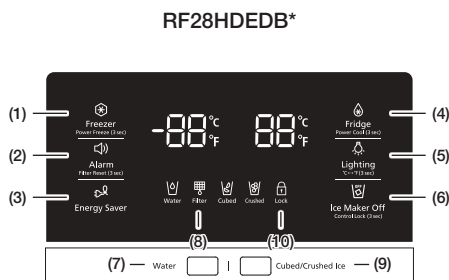 RF28HDEDB*
(1)
Freezer
Power Freeze (3 sec)
(2)
Alarm
Filter Reset (3 sec)
(3)
Energy Saver
-88 °C °F
88 °C °F
Water Filter Cubed Crushed Lock
(4)
Fridge
Power Cool (3 sec)
(5)
Lighting
°C↔°F (3 sec)
(6)
OFF
Ice Maker Off
Control Lock (3 sec)
(8) (10)
(7) Water Cubed/Crushed Ice (9)